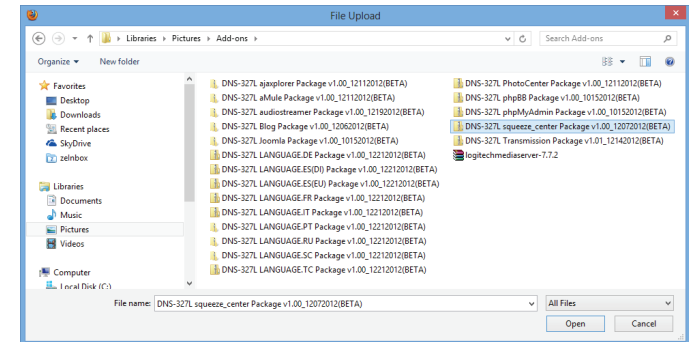 File Upload
Libraries Pictures Add-ons
Search Add-ons
Organize New folder
Favorites
Desktop
Downloads
Recent places
SkyDrive
zelnbox
Libraries
Documents
Music
Pictures
Videos
Computer
Local Disk (C:)
DNS-327L ajaxplorer Package v1.00_12112012(BETA)
DNS-327L aMule Package v1.00_12112012(BETA)
DNS-327L audiostreamer Package v1.00_12192012(BETA)
DNS-327L Blog Package v1.00_12062012(BETA)
DNS-327L Joomla Package v1.00_10152012(BETA)
DNS-327L LANGUAGE.DE Package v1.00_12212012(BETA)
DNS-327L LANGUAGE.ES(DI) Package v1.00_12212012(BETA)
DNS-327L LANGUAGE.ES(EU) Package v1.00_12212012(BETA)
DNS-327L LANGUAGE.FR Package v1.00_12212012(BETA)
DNS-327L LANGUAGE.IT Package v1.00_12212012(BETA)
DNS-327L LANGUAGE.PT Package v1.00_12212012(BETA)
DNS-327L LANGUAGE.RU Package v1.00_12212012(BETA)
DNS-327L LANGUAGE.SC Package v1.00_12212012(BETA)
DNS-327L LANGUAGE.TC Package v1.00_12212012(BETA)
DNS-327L PhotoCenter Package v1.00_12112012(BETA)
DNS-327L phpBB Package v1.00_10152012(BETA)
DNS-327L phpMyAdmin Package v1.00_10152012(BETA)
DNS-327L squeeze_center Package v1.00_12072012(BETA)
DNS-327L Transmission Package v1.01_12142012(BETA)
logitechmediaserver-7.7.2
File name: DNS-327L squeeze_center Package v1.00_12072012(BETA)
All Files
Open Cancel